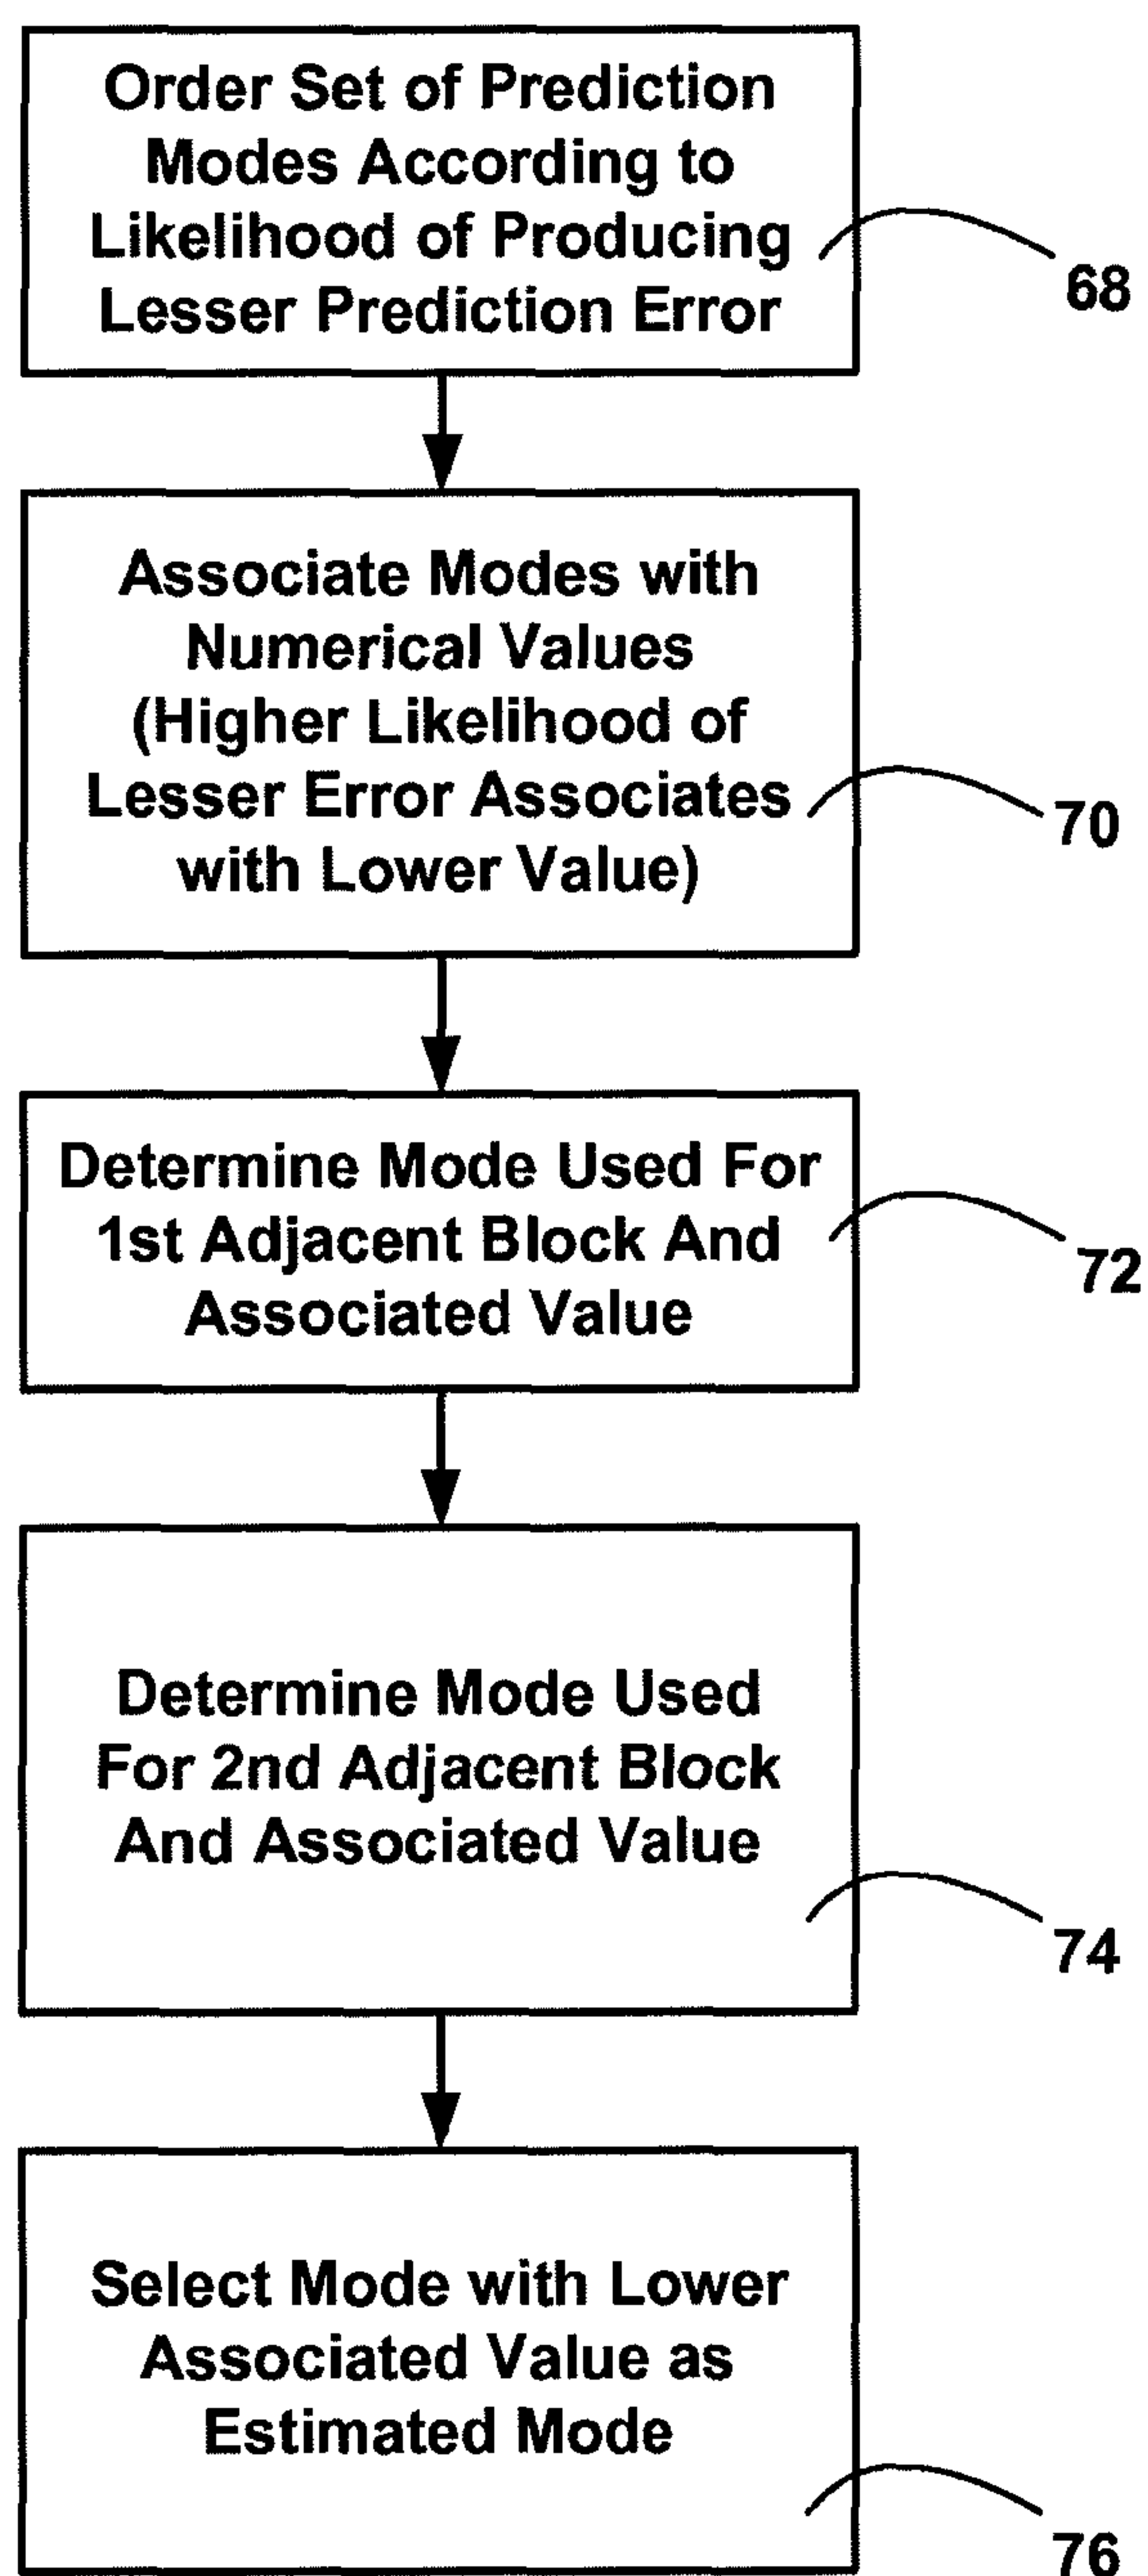 Order Set of Prediction
Modes According to
Likelihood of Producing
Lesser Prediction Error
68
Associate Modes with
Numerical Values
(Higher Likelihood of
Lesser Error Associates
with Lower Value)
70
Determine Mode Used For
1st Adjacent Block And
Associated Value
72
Determine Mode Used
For 2nd Adjacent Block
And Associated Value
74
Select Mode with Lower
Associated Value as
Estimated Mode
76